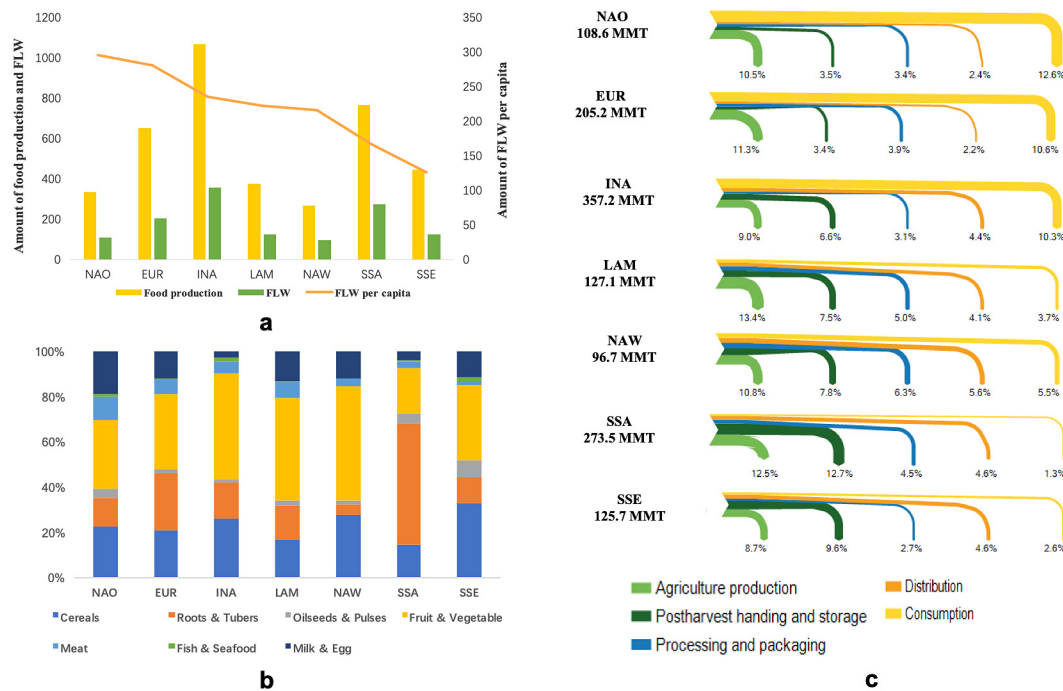 Amount of food production and FLW
1200
1000
800
600
400
200
0
350
300
250
200
150
100
50
0
Amount of FLW per capita
NAO EUR INA LAM NAW SSA SSE
Food production FLW FLW per capita
a
100%
80%
60%
40%
20%
0%
NAO EUR INA LAM NAW SSA SSE
Cereals Roots & Tubers Oilseeds & Pulses Fruit & Vegetable
Meat Fish & Seafood Milk & Egg
b
NAO
108.6 MMT
10.5% 3.5% 3.4% 2.4% 12.6%
EUR
205.2 MMT
11.3% 3.4% 3.9% 2.2% 10.6%
INA
357.2 MMT
9.0% 6.6% 3.1% 4.4% 10.3%
LAM
127.1 MMT
13.4% 7.5% 5.0% 4.1% 3.7%
NAW
96.7 MMT
10.8% 7.8% 6.3% 5.6% 5.5%
SSA
273.5 MMT
12.5% 12.7% 4.5% 4.6% 1.3%
SSE
125.7 MMT
8.7% 9.6% 2.7% 4.6% 2.6%
Agriculture production Distribution
Postharvest handing and storage Consumption
Processing and packaging
c